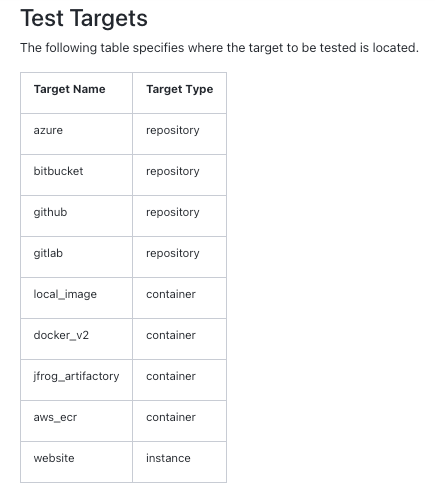 Test Targets
The following table specifies where the target to be tested is located.
Target Name Target Type
azure repository
bitbucket repository
github repository
gitlab repository
local_image container
docker_v2 container
jfrog_artifactory container
aws_ecr container
website instance